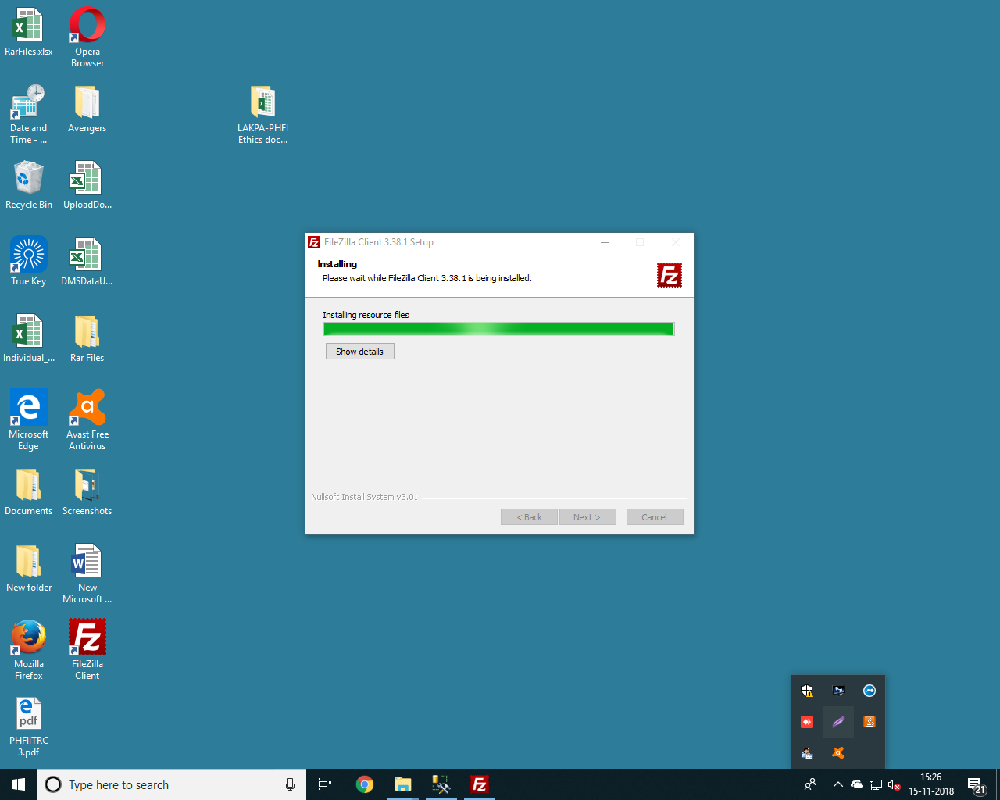 RarFiles.xlsx
Opera
Browser
Date and
Time - ...
Avengers
LAKPA-PHFI
Ethics doc...
Recycle Bin
UploadDo...
True Key
DMSDataU...
Individual_...
Rar Files
Microsoft
Edge
Avast Free
Antivirus
Documents
Screenshots
New folder
New
Microsoft ...
Mozilla
Firefox
FileZilla
Client
PHFIITRC
3.pdf
FileZilla Client 3.38.1 Setup
Installing
Please wait while FileZilla Client 3.38.1 is being installed.
Installing resource files
Show details
Nullsoft Install System v3.01
< Back
Next >
Cancel
Type here to search
15:26
15-11-2018
21